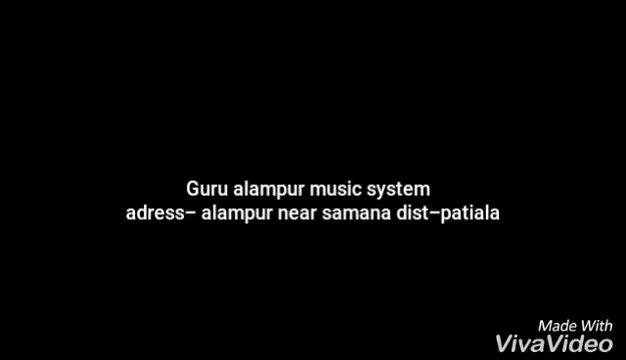 Guru alampur music system
adress– alampur near samana dist–patiala
Made With
VivaVideo